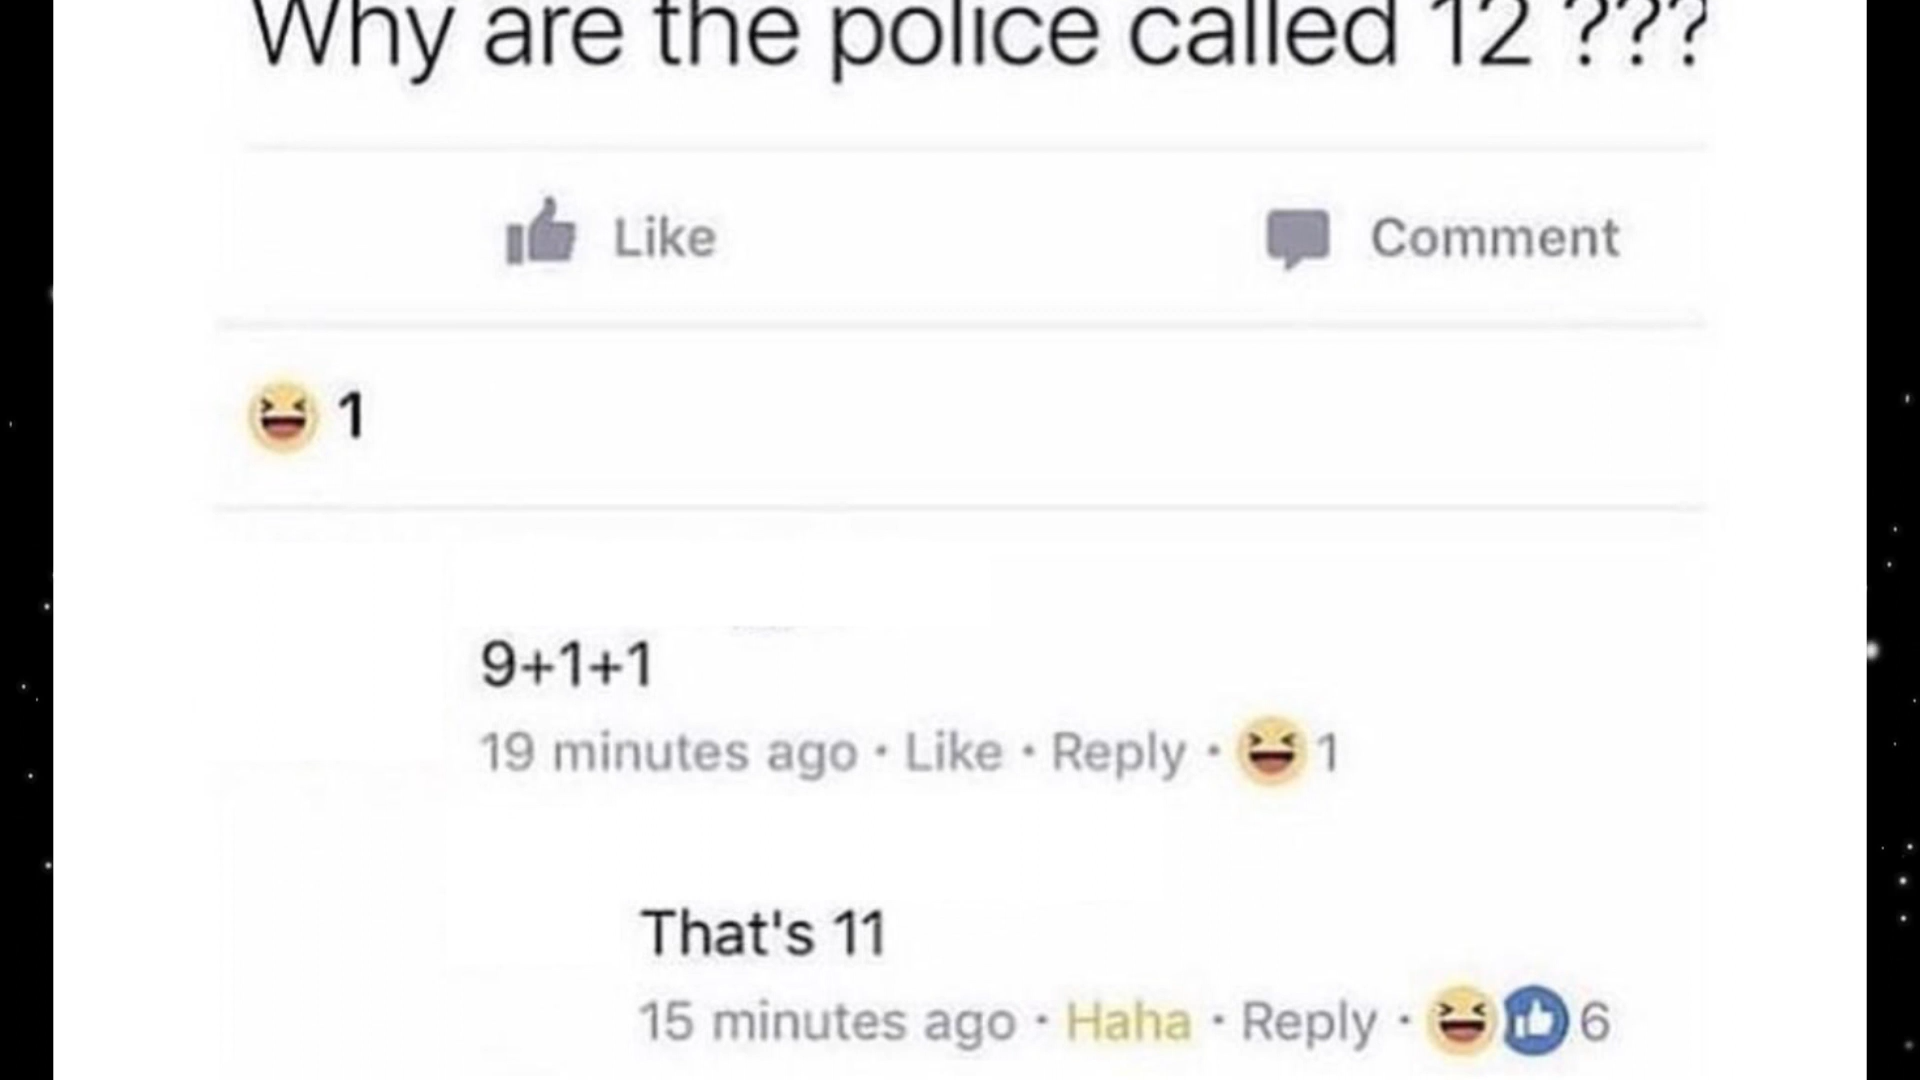 Why are the police called 12 ???
Like Comment
1
9+1+1
19 minutes ago · Like · Reply · 1
That's 11
15 minutes ago · Haha · Reply · 6